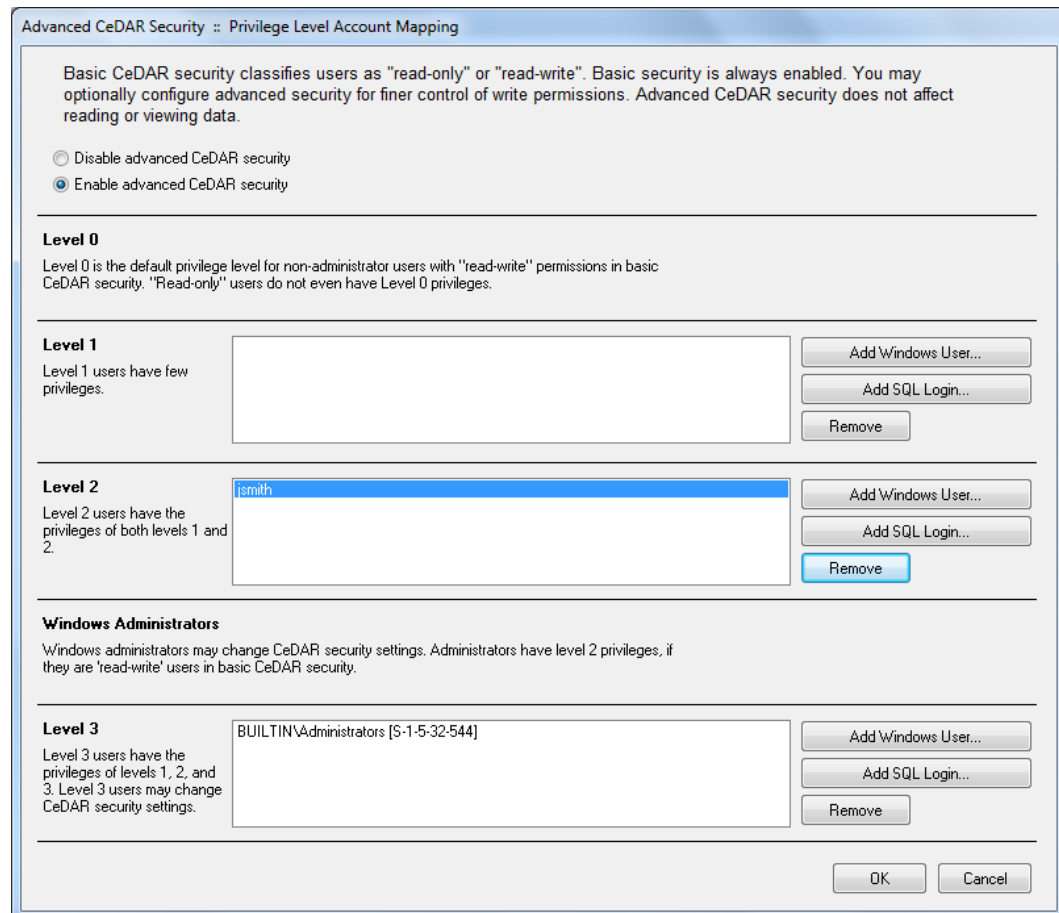 Advanced CeDAR Security :: Privilege Level Account Mapping
Basic CeDAR security classifies users as "read-only" or "read-write". Basic security is always enabled. You may
optionally configure advanced security for finer control of write permissions. Advanced CeDAR security does not affect
reading or viewing data.
Disable advanced CeDAR security
Enable advanced CeDAR security
Level 0
Level 0 is the default privilege level for non-administrator users with "read-write" permissions in basic
CeDAR security. "Read-only" users do not even have Level 0 privileges.
Level 1
Level 1 users have few
privileges.
Add Windows User...
Add SQL Login...
Remove
Level 2
Level 2 users have the
privileges of both levels 1 and
2.
jsmith
Add Windows User...
Add SQL Login...
Remove
Windows Administrators
Windows administrators may change CeDAR security settings. Administrators have level 2 privileges, if
they are 'read-write' users in basic CeDAR security.
Level 3
Level 3 users have the
privileges of levels 1, 2, and
3. Level 3 users may change
CeDAR security settings.
BUILTIN\Administrators [S-1-5-32-544]
Add Windows User...
Add SQL Login...
Remove
OK
Cancel